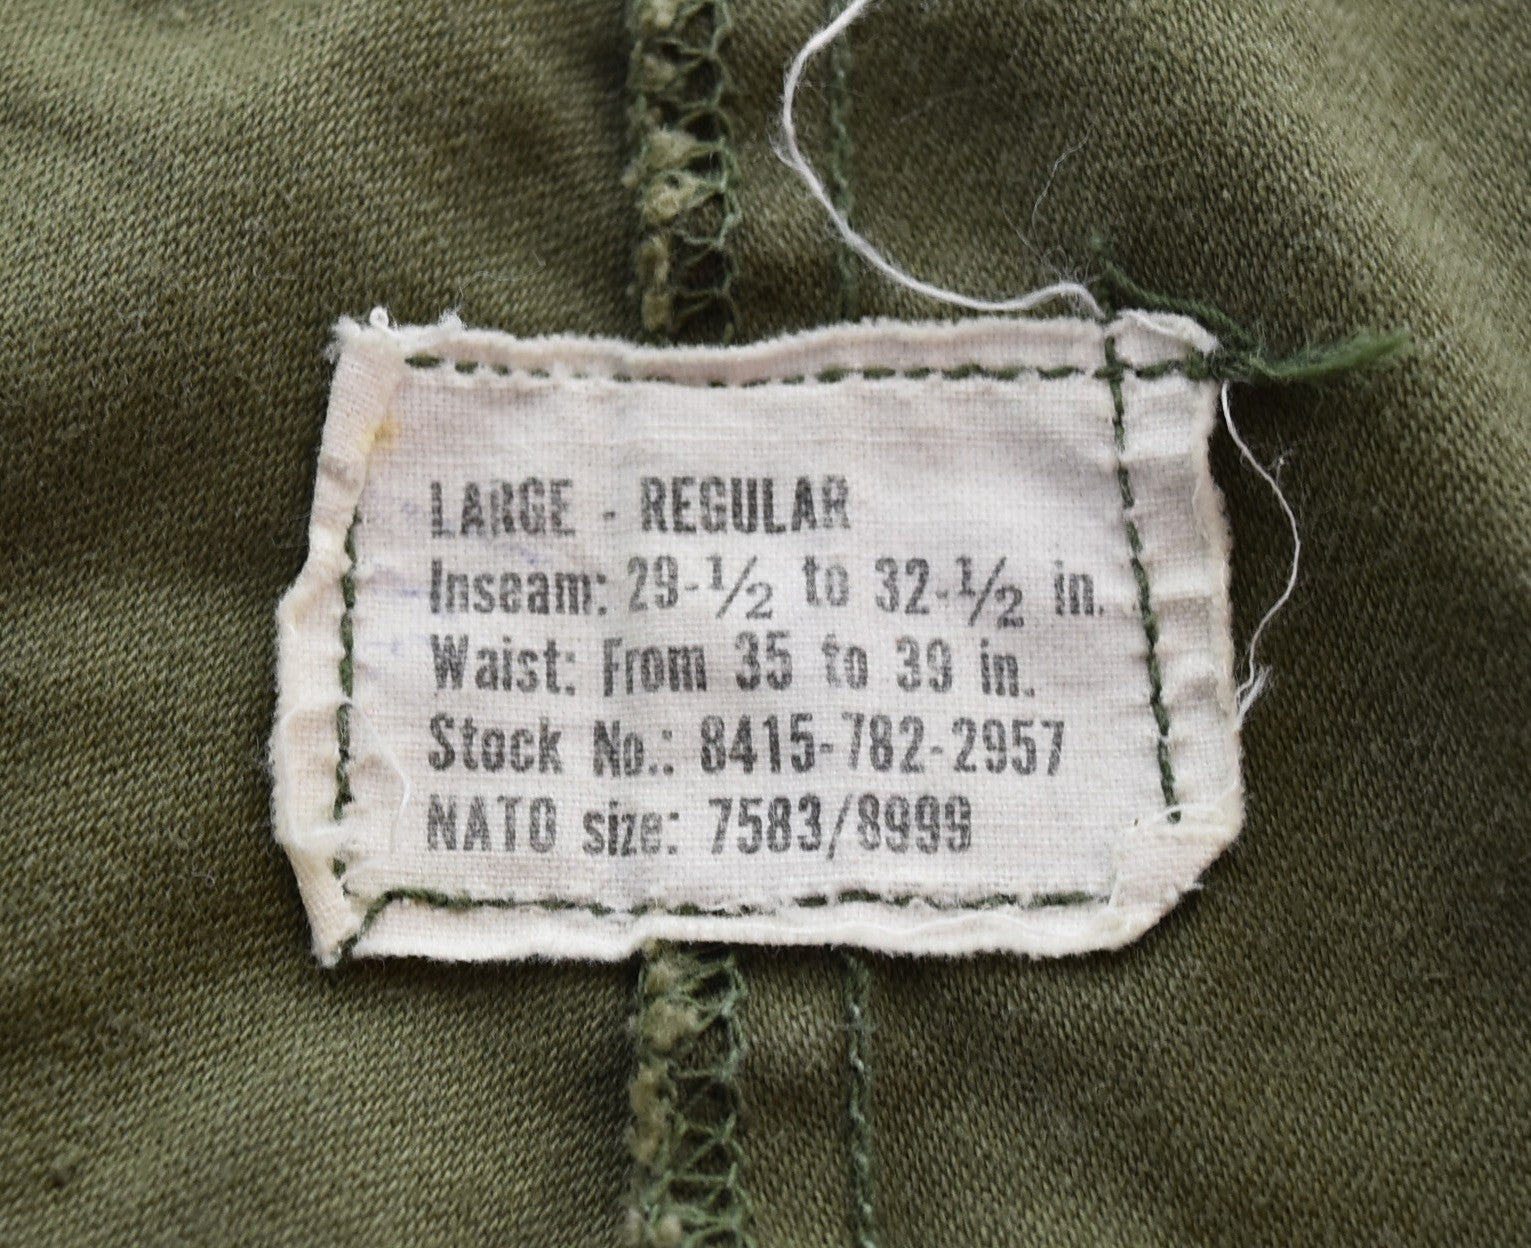 LARGE - REGULAR
Inseam: 29-1/2 to 32-1/2 in.
Waist: From 35 to 39 in.
Stock No.: 8415-782-2957
NATO size: 7583/8999